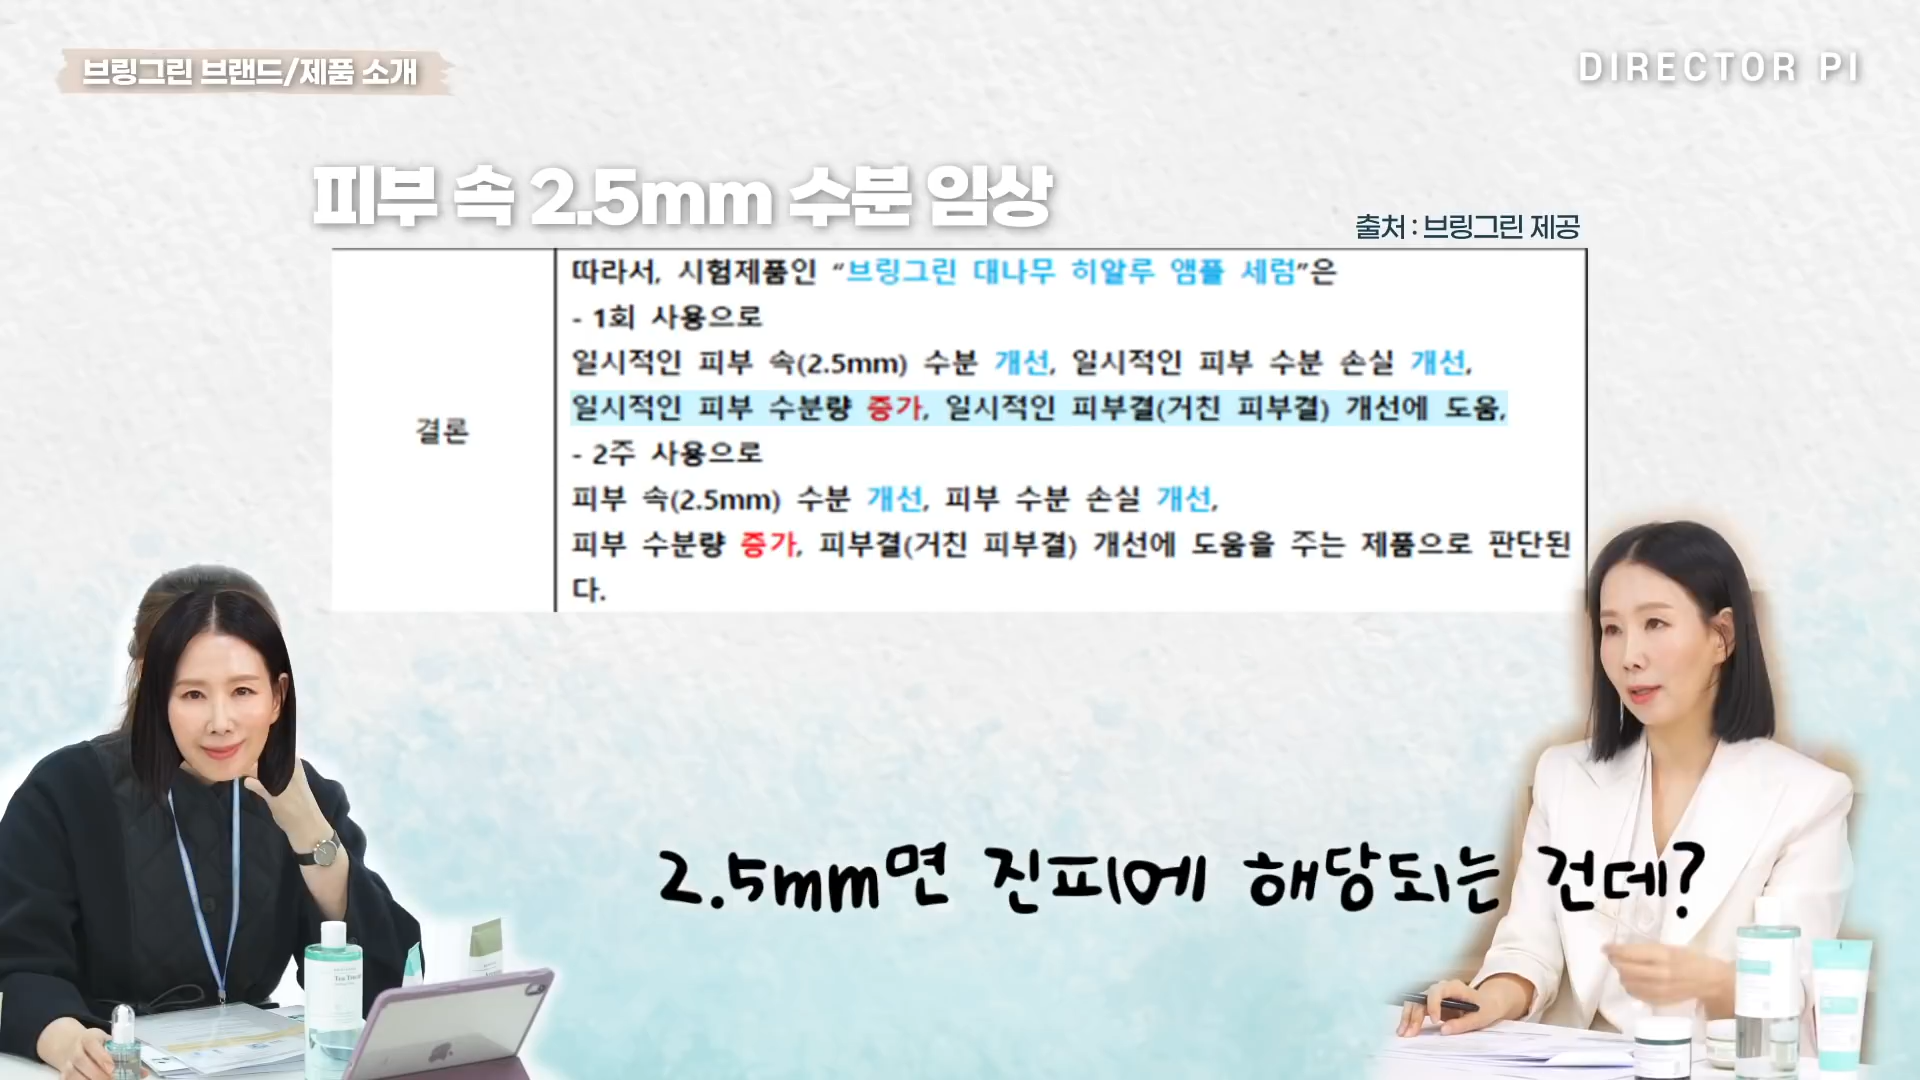 브링그린 브랜드/제품 소개
DIRECTOR PI
피부 속 2.5mm 수분 임상
출처 : 브링그린 제공
결론
따라서, 시험제품인 “브링그린 대나무 히알루 앰플 세럼”은
- 1회 사용으로
일시적인 피부 속(2.5mm) 수분 개선, 일시적인 피부 수분 손실 개선,
일시적인 피부 수분량 증가, 일시적인 피부결(거친 피부결) 개선에 도움,
- 2주 사용으로
피부 속(2.5mm) 수분 개선, 피부 수분 손실 개선,
피부 수분량 증가, 피부결(거친 피부결) 개선에 도움을 주는 제품으로 판단된
다.
2.5mm면 진피에 해당되는 건데?